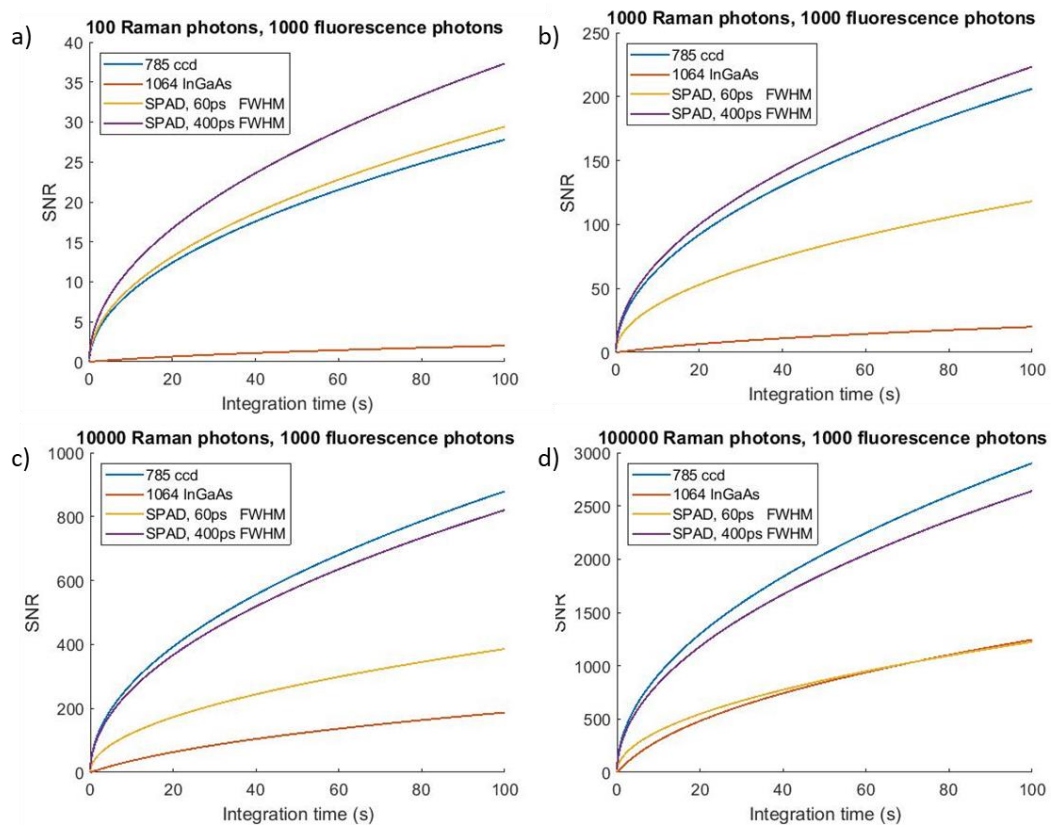 a)
100 Raman photons, 1000 fluorescence photons
40
35
30
25
20
15
10
5
0
SNR
785 ccd
1064 InGaAs
SPAD, 60ps FWHM
SPAD, 400ps FWHM
0 20 40 60 80 100
Integration time (s)
b)
1000 Raman photons, 1000 fluorescence photons
250
200
150
100
50
0
SNR
785 ccd
1064 InGaAs
SPAD, 60ps FWHM
SPAD, 400ps FWHM
0 20 40 60 80 100
Integration time (s)
c)
10000 Raman photons, 1000 fluorescence photons
1000
800
600
400
200
0
SNR
785 ccd
1064 InGaAs
SPAD, 60ps FWHM
SPAD, 400ps FWHM
0 20 40 60 80 100
Integration time (s)
d)
100000 Raman photons, 1000 fluorescence photons
3000
2500
2000
1500
1000
500
0
SNR
785 ccd
1064 InGaAs
SPAD, 60ps FWHM
SPAD, 400ps FWHM
0 20 40 60 80 100
Integration time (s)